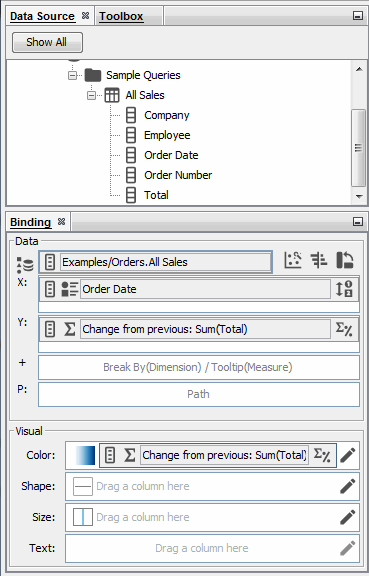 Data Source
Toolbox
Show All
Sample Queries
All Sales
Company
Employee
Order Date
Order Number
Total
Binding
Data
Examples/Orders.All Sales
X:
Order Date
Y:
Σ
Change from previous: Sum(Total)
Σ%
+
Break By(Dimension) / Tooltip(Measure)
P:
Path
Visual
Color:
Σ
Change from previous: Sum(Total)
Σ%
Shape:
Drag a column here
Size:
Drag a column here
Text:
Drag a column here